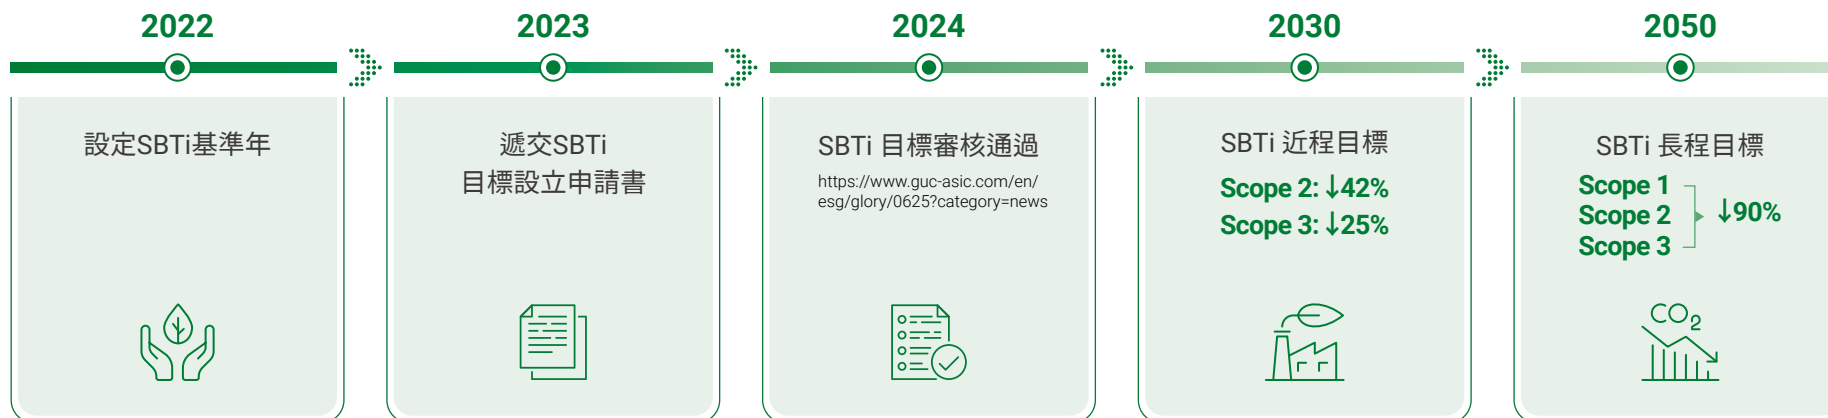 2022
設定SBTi基準年
2023
遞交SBTi
目標設立申請書
2024
SBTi 目標審核通過
https://www.guc-asic.com/en/
esg/glory/0625?category=news
2030
SBTi 近程目標
Scope 2: ↓42%
Scope 3: ↓25%
2050
SBTi 長程目標
Scope 1
Scope 2
Scope 3
↓90%
CO2